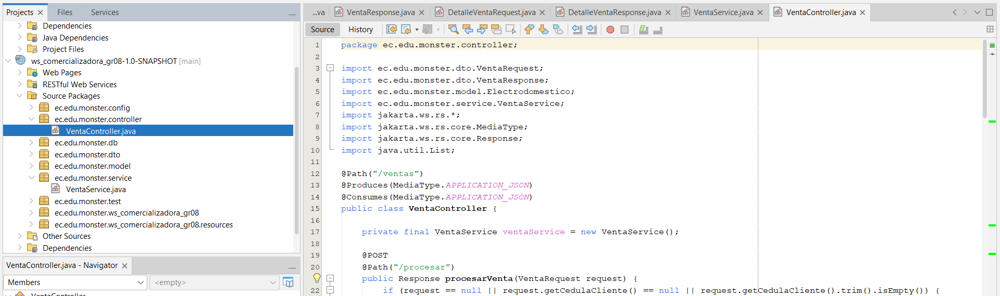 Projects
Files
Services
Dependencies
Java Dependencies
Project Files
ws_comercializadora_gr08-1.0-SNAPSHOT [main]
Web Pages
RESTful Web Services
Source Packages
ec.edu.monster.config
ec.edu.monster.controller
VentaController.java
ec.edu.monster.db
ec.edu.monster.dto
ec.edu.monster.model
ec.edu.monster.service
VentaService.java
ec.edu.monster.test
ec.edu.monster.ws_comercializadora_gr08
ec.edu.monster.ws_comercializadora_gr08.resources
Other Sources
Dependencies
VentaController.java - Navigator
Members
<empty>
VentaController
...va
VentaResponse.java
DetalleVentaRequest.java
DetalleVentaResponse.java
VentaService.java
VentaController.java
Source
History
1 package ec.edu.monster.controller;
2
3 import ec.edu.monster.dto.VentaRequest;
4 import ec.edu.monster.dto.VentaResponse;
5 import ec.edu.monster.model.Electrodomestico;
6 import ec.edu.monster.service.VentaService;
7 import jakarta.ws.rs.*;
8 import jakarta.ws.rs.core.MediaType;
9 import jakarta.ws.rs.core.Response;
10 import java.util.List;
11
12 @Path("/ventas")
13 @Produces(MediaType.APPLICATION_JSON)
14 @Consumes(MediaType.APPLICATION_JSON)
15 public class VentaController {
16
17 private final VentaService ventaService = new VentaService();
18
19 @POST
20 @Path("/procesar")
public Response procesarVenta(VentaRequest request) {
22 if (request == null || request.getCedulaCliente() == null || request.getCedulaCliente().trim().isEmpty()) {